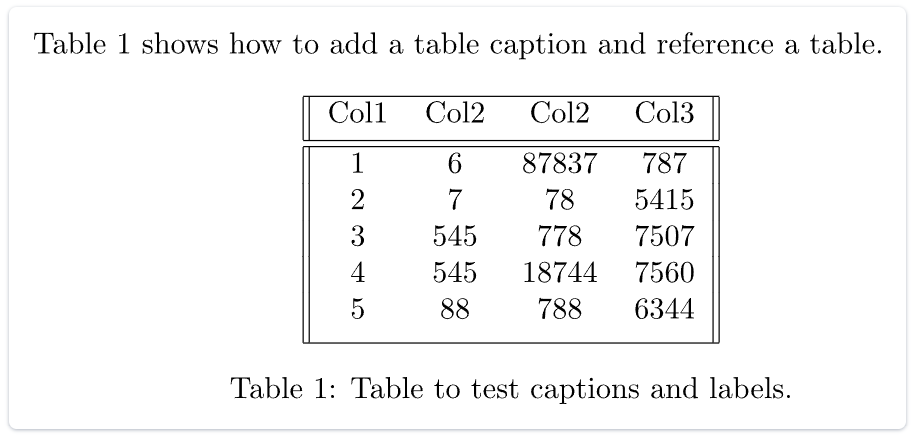 Table 1 shows how to add a table caption and reference a table.
Col1 Col2 Col2 Col3
1 6 87837 787
2 7 78 5415
3 545 778 7507
4 545 18744 7560
5 88 788 6344
Table 1: Table to test captions and labels.